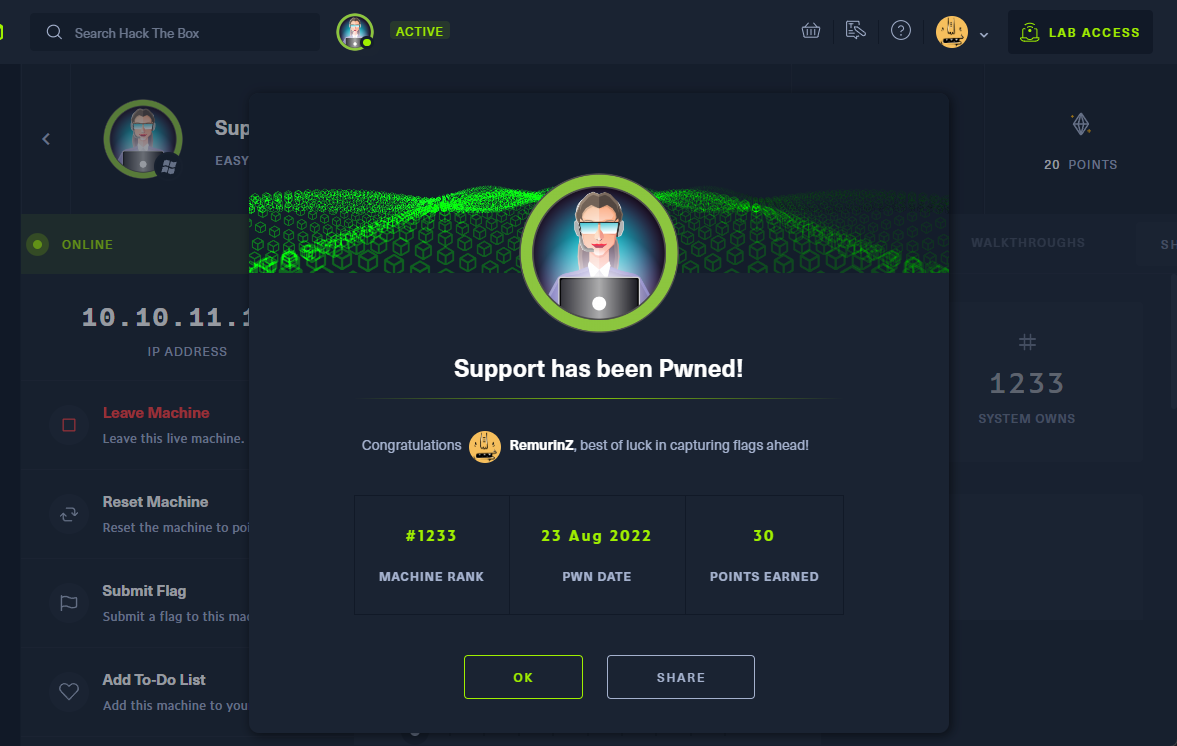 Search Hack The Box
ACTIVE
LAB ACCESS
Sup
EASY
20 POINTS
ONLINE
WALKTHROUGHS
SH
10.10.11.1
IP ADDRESS
Support has been Pwned!
#
1233
SYSTEM OWNS
Leave Machine
Leave this live machine.
Congratulations RemurinZ, best of luck in capturing flags ahead!
Reset Machine
Reset the machine to poi
#1233 23 Aug 2022 30
MACHINE RANK PWN DATE POINTS EARNED
Submit Flag
Submit a flag to this mac
OK SHARE
Add To-Do List
Add this machine to you